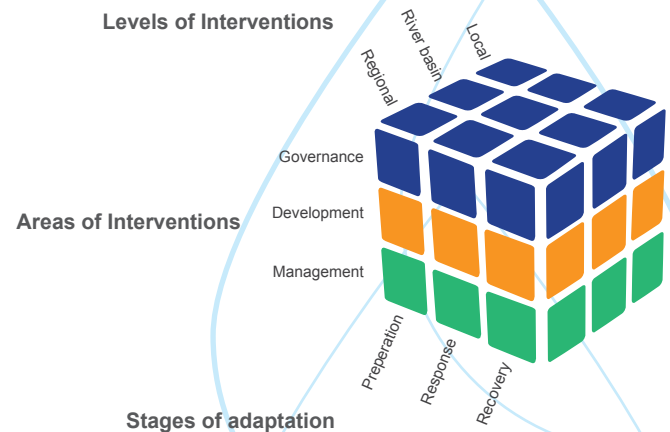 Levels of Interventions
Regional
River basin
Local
Governance
Areas of Interventions
Development
Management
Preperation
Response
Recovery
Stages of adaptation